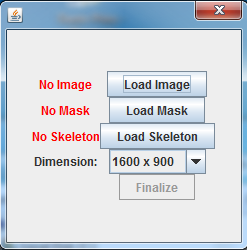 No Image Load Image
No Mask Load Mask
No Skeleton Load Skeleton
Dimension: 1600 x 900
Finalize